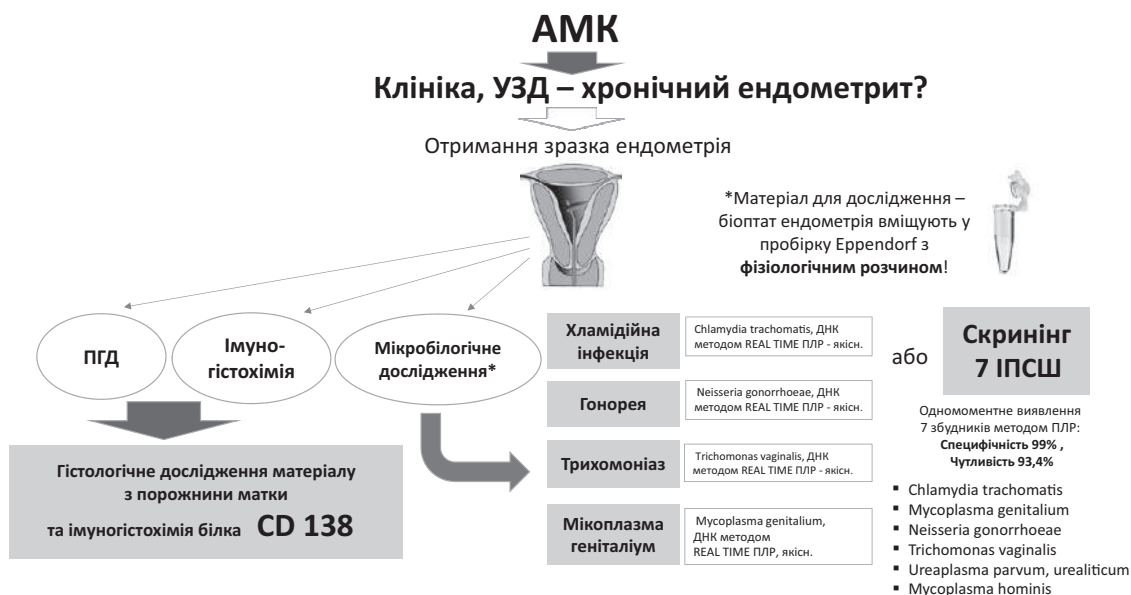 АМК
Клініка, УЗД – хронічний ендометрит?
Отримання зразка ендометрія
*Матеріал для дослідження –
біоптат ендометрія вміщують у
пробірку Eppendorf з
фізіологічним розчином!
ПГД
Імуно-
гістохімія
Мікробілогічне
дослідження*
Гістологічне дослідження матеріалу
з порожнини матки
та імуногістохімія білка CD 138
Хламідійна
інфекція
Chlamydia trachomatis, ДНК
методом REAL TIME ПЛР - якісн.
Гонорея
Neisseria gonorrhoeae, ДНК
методом REAL TIME ПЛР - якісн.
Трихомоніаз
Trichomonas vaginalis, ДНК
методом REAL TIME ПЛР - якісн.
Мікоплазма
геніталіум
Mycoplasma genitalium,
ДНК методом
REAL TIME ПЛР, якісн.
або
Скринінг
7 ІПСШ
Одномоментне виявлення
7 збудників методом ПЛР:
Специфічність 99% ,
Чутливість 93,4%
▪ Chlamydia trachomatis
▪ Mycoplasma genitalium
▪ Neisseria gonorrhoeae
▪ Trichomonas vaginalis
▪ Ureaplasma parvum, urealiticum
▪ Mycoplasma hominis